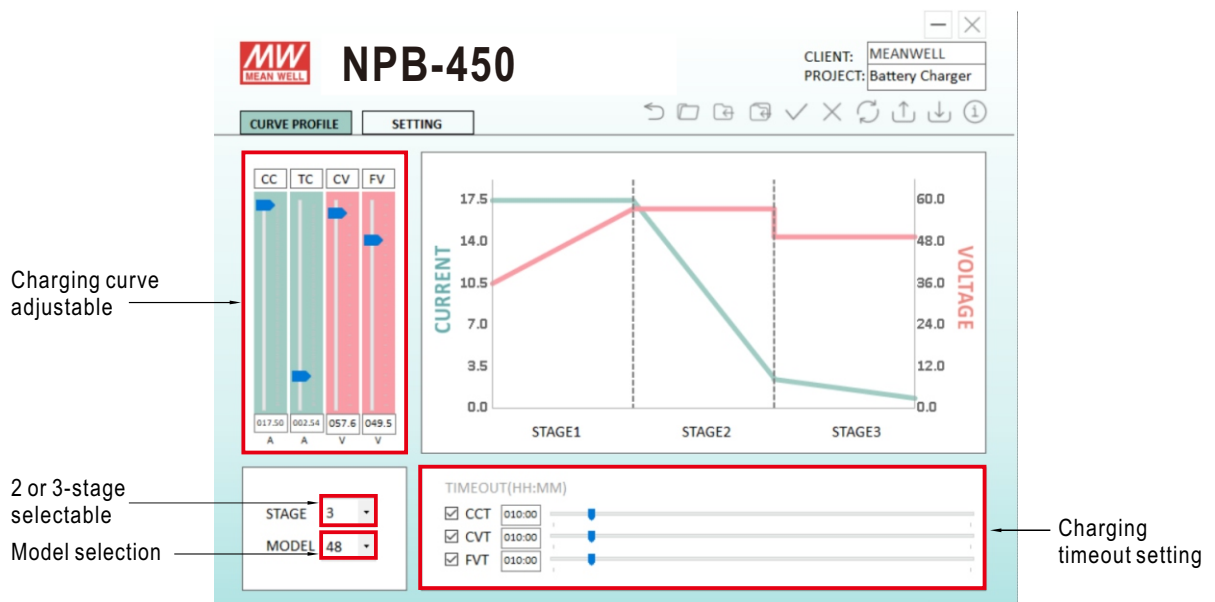 MW
MEAN WELL
NPB-450
CLIENT: MEANWELL
PROJECT: Battery Charger
CURVE PROFILE
SETTING
CC TC CV FV
017.50 002.54 057.6 049.5
A A V V
Charging curve
adjustable
CURRENT
17.5
14.0
10.5
7.0
3.5
0.0
60.0
48.0
36.0
24.0
12.0
0.0
VOLTAGE
STAGE1 STAGE2 STAGE3
2 or 3-stage
selectable
Model selection
STAGE 3
MODEL 48
TIMEOUT(HH:MM)
CCT 010:00
CVT 010:00
FVT 010:00
Charging
timeout setting